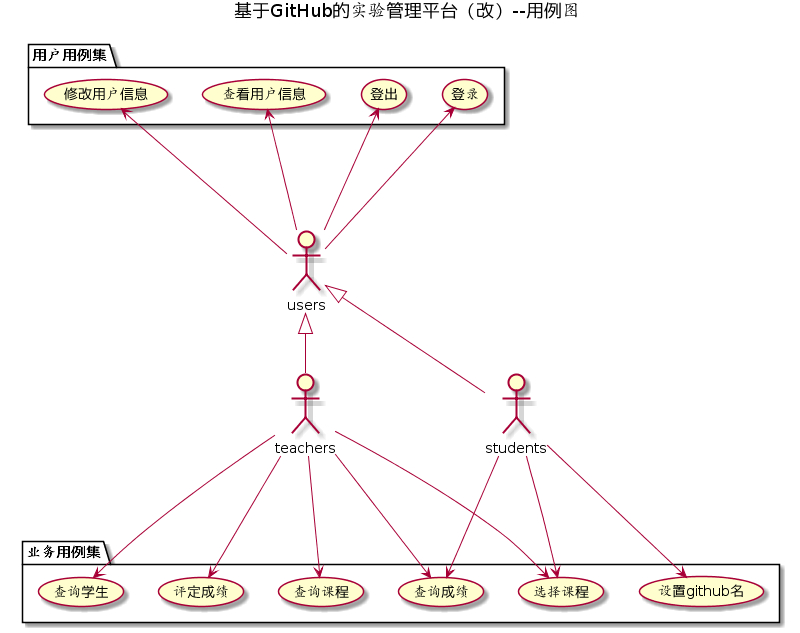 基于GitHub的实验管理平台（改）--用例图
用户用例集
修改用户信息
查看用户信息
登出
登录
users
teachers
students
业务用例集
查询学生
评定成绩
查询课程
查询成绩
选择课程
设置github名